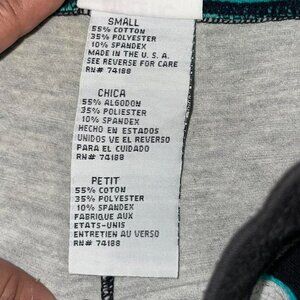 SMALL
55% COTTON
35% POLYESTER
10% SPANDEX
MADE IN THE U. S. A.
SEE REVERSE FOR CARE
RN# 74188
CHICA
55% ALGODON
35% POLIESTER
10% SPANDEX
HECHO EN ESTADOS
UNIDOS VE EL REVERSO
PARA EL CUIDADO
RN# 74188
PETIT
55% COTON
35% POLYESTER
10% SPANDEX
FABRIQUE AUX
ETATS-UNIS
ENTRETIEN AU VERSO
RN# 74188